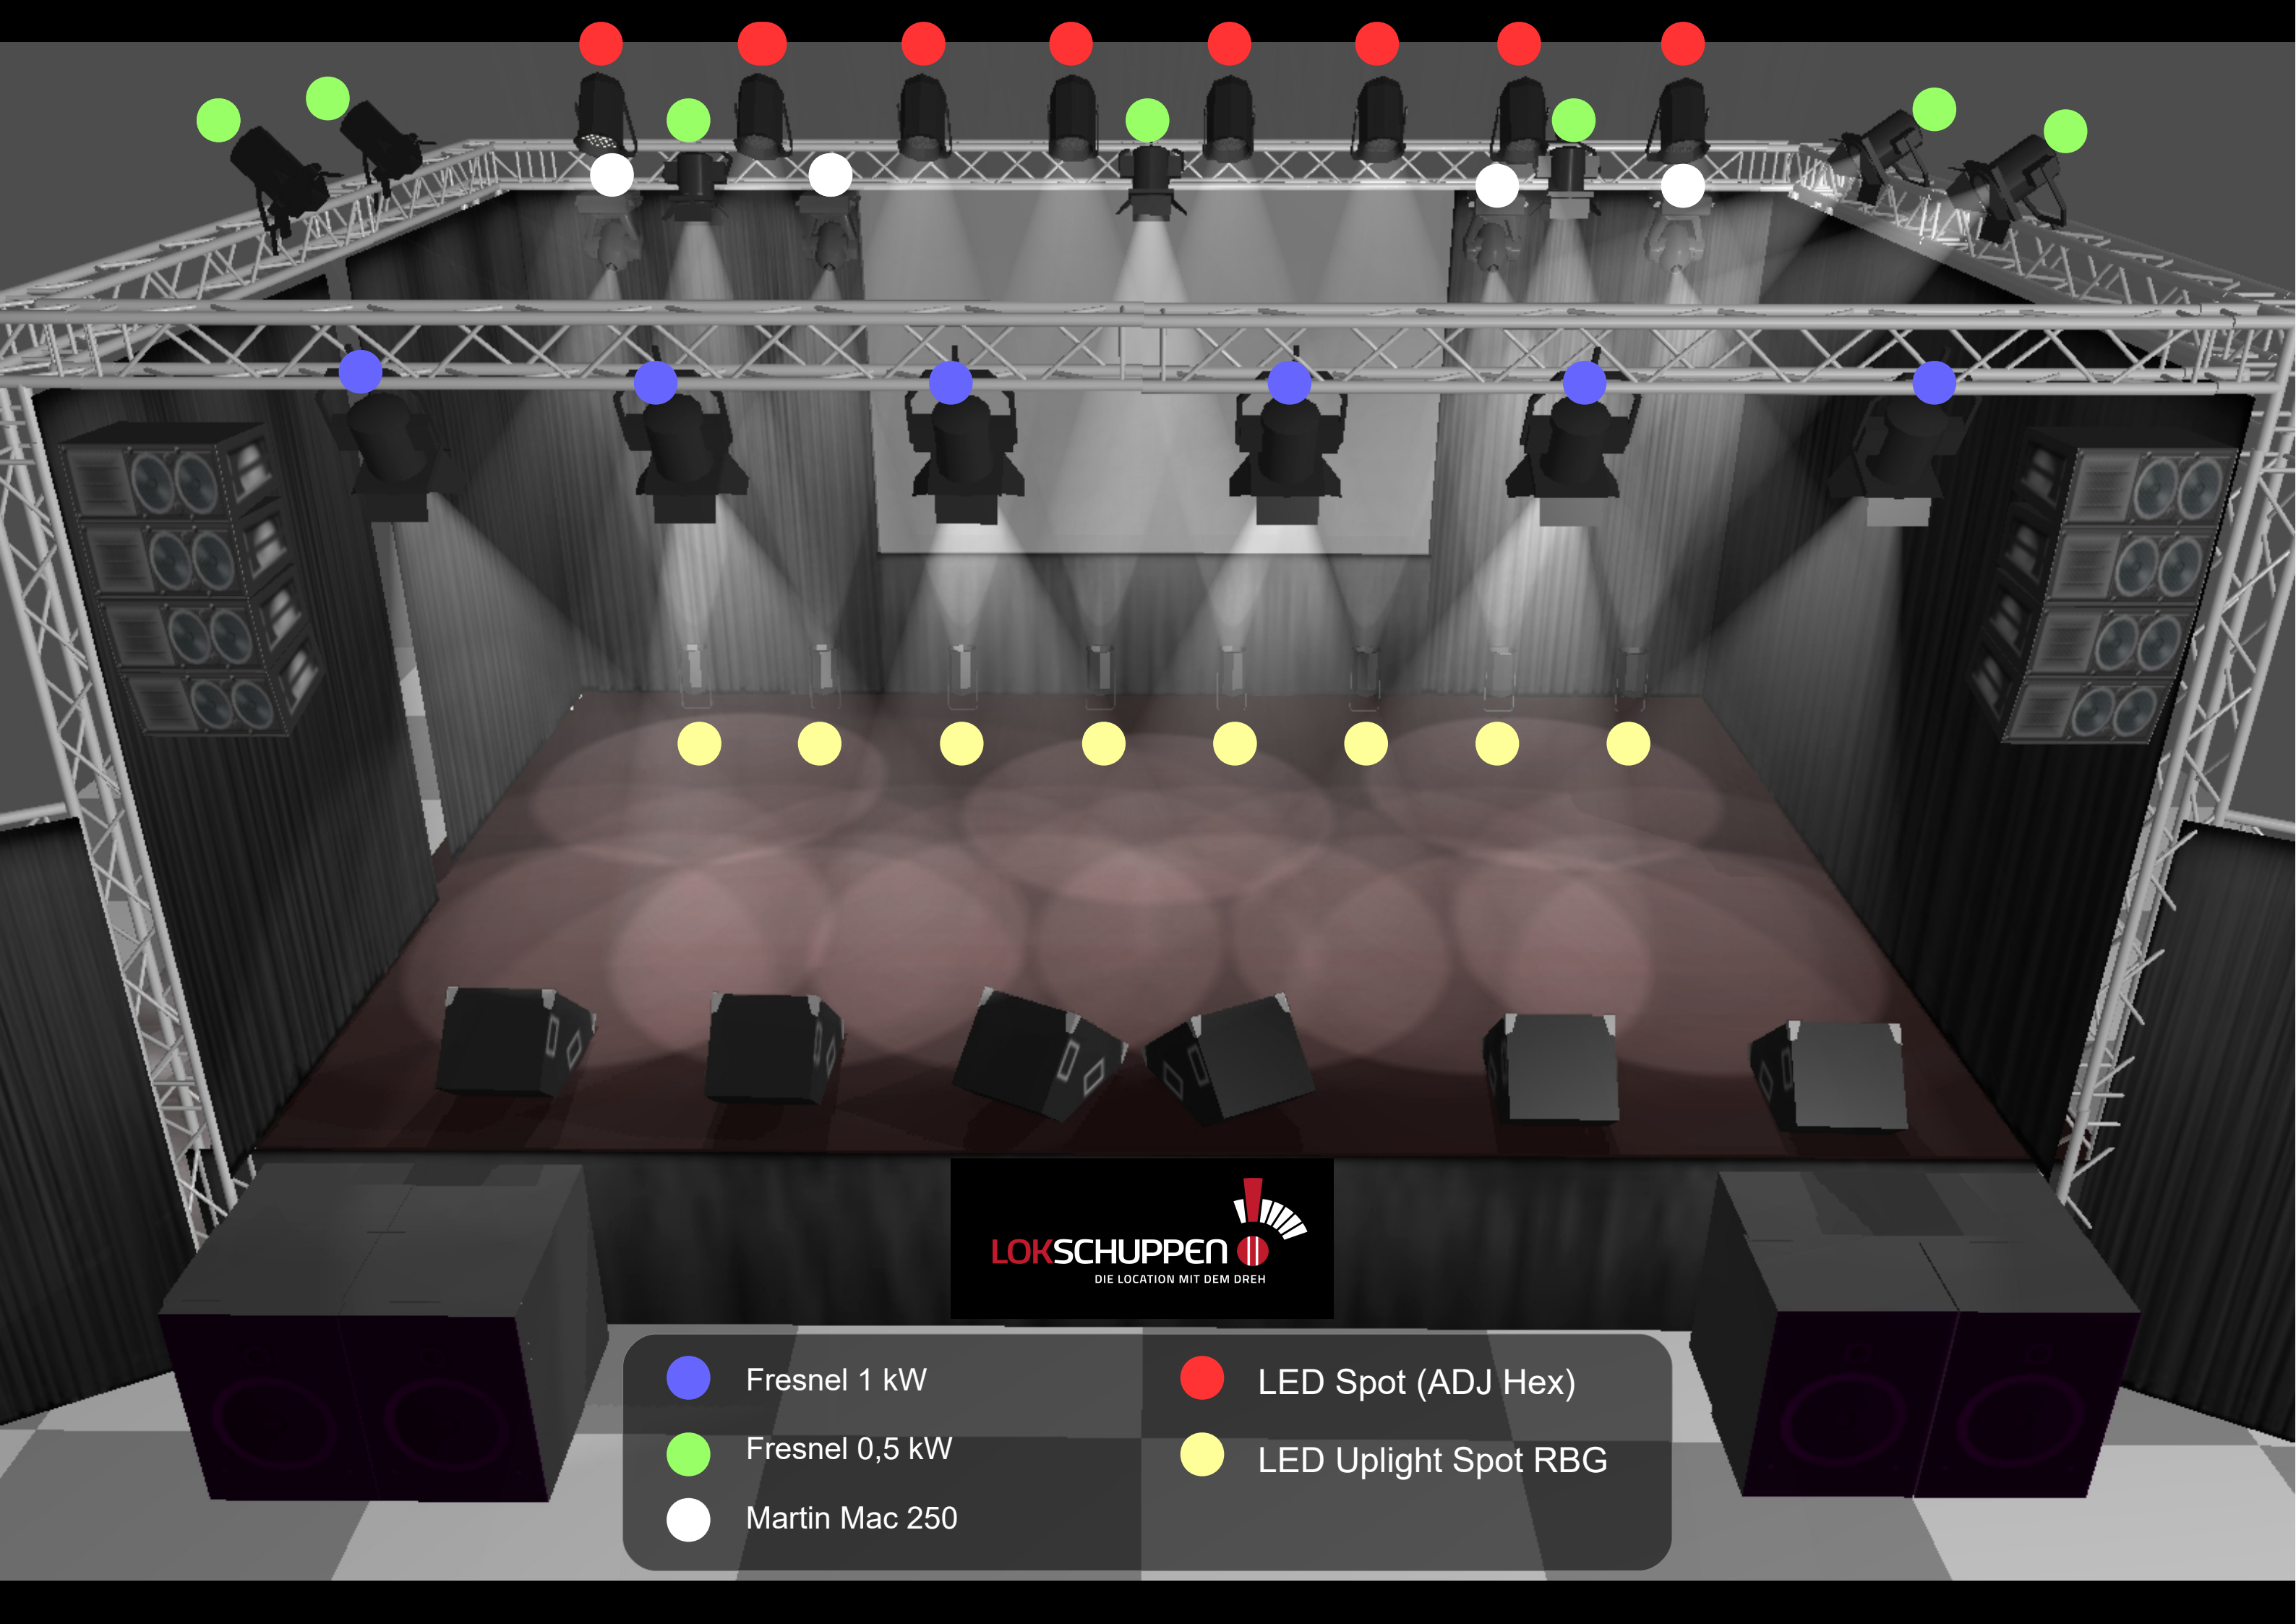 LOKSCHUPPEN
DIE LOCATION MIT DEM DREH
Fresnel 1 kW
Fresnel 0,5 kW
Martin Mac 250
LED Spot (ADJ Hex)
LED Uplight Spot RBG